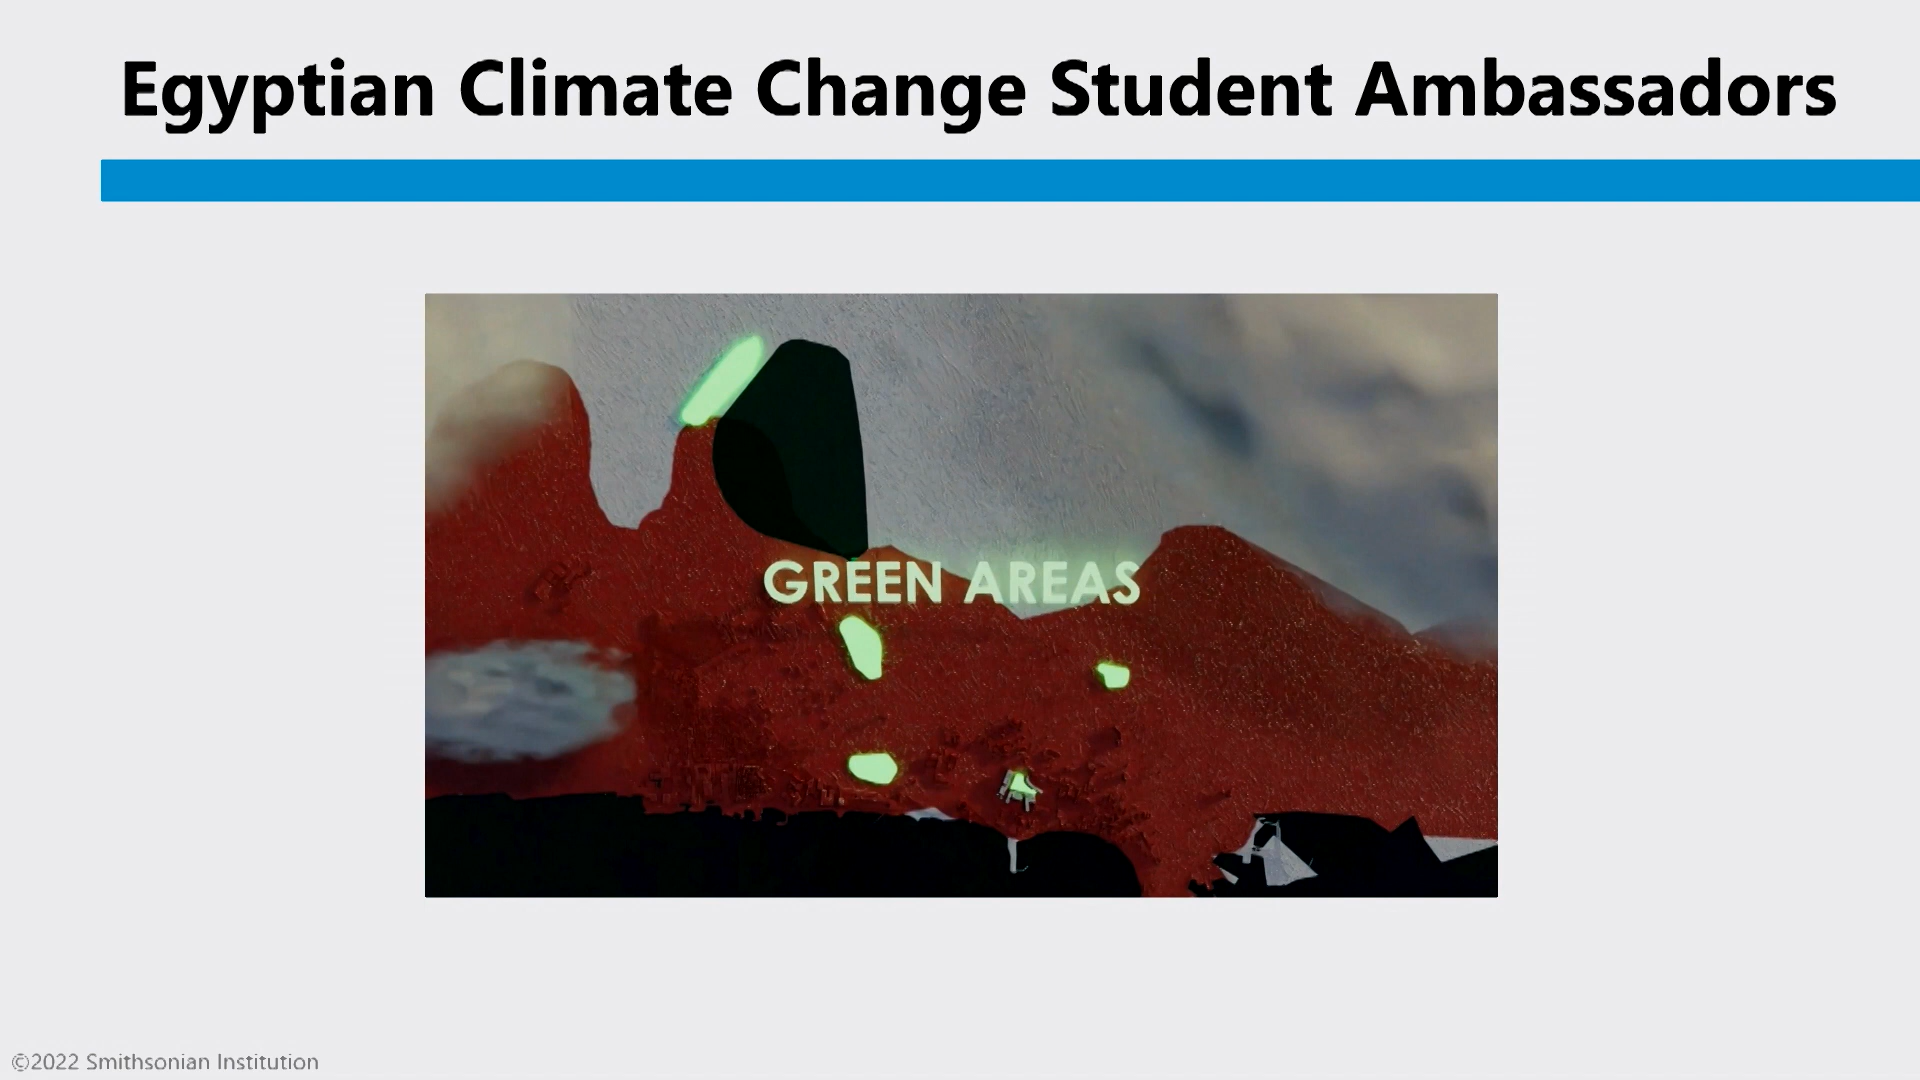 Egyptian Climate Change Student Ambassadors
GREEN AREAS
©2022 Smithsonian Institution